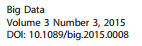 Big Data
Volume 3 Number 3, 2015
DOI: 10.1089/big.2015.0008